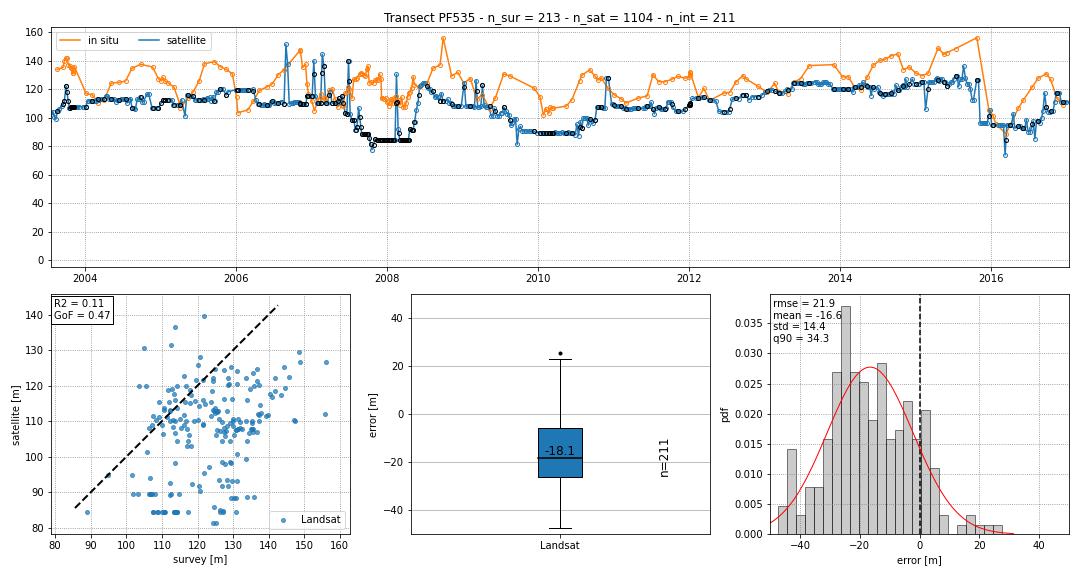 Transect PF535 - n_sur = 213 - n_sat = 1104 - n_int = 211
in situ satellite
160
140
120
100
80
60
40
20
0
2004 2006 2008 2010 2012 2014 2016
R2 = 0.11
GoF = 0.47
140
130
120
110
100
90
80
satellite [m]
Landsat
80 90 100 110 120 130 140 150 160
survey [m]
40
20
0
−20
−40
error [m]
-18.1
n=211
Landsat
rmse = 21.9
mean = -16.6
std = 14.4
q90 = 34.3
0.035
0.030
0.025
0.020
0.015
0.010
0.005
0.000
pdf
−40 −20 0 20 40
error [m]